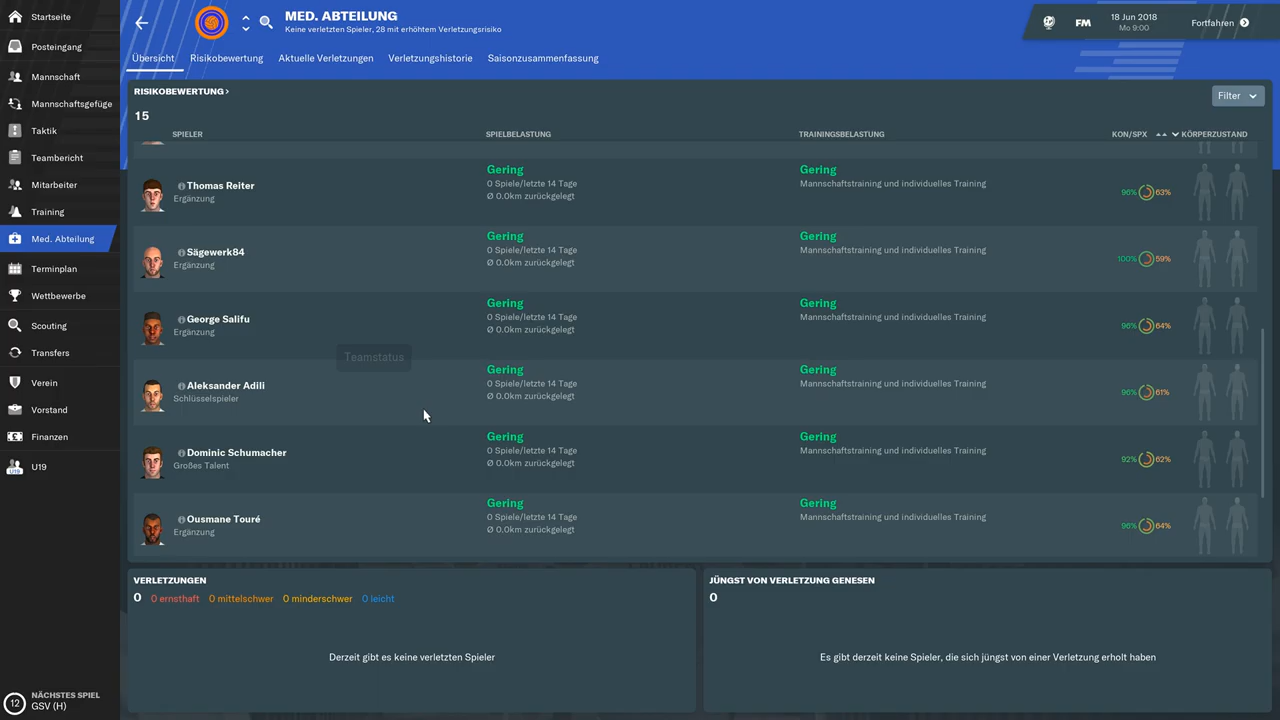 Startseite
Posteingang
Mannschaft
Mannschaftsgefüge
Taktik
Teambericht
Mitarbeiter
Training
Med. Abteilung
Terminplan
Wettbewerbe
Scouting
Transfers
Verein
Vorstand
Finanzen
U19
U19
12
NÄCHSTES SPIEL
GSV (H)
MED. ABTEILUNG
Keine verletzten Spieler, 28 mit erhöhtem Verletzungsrisiko
FM
18 Jun 2018
Mo 9:00
Fortfahren
Übersicht Risikobewertung Aktuelle Verletzungen Verletzungshistorie Saisonzusammenfassung
RISIKOBEWERTUNG ›
Filter
15
SPIELER SPIELBELASTUNG TRAININGSBELASTUNG KON/SPX KÖRPERZUSTAND
Thomas Reiter
Ergänzung
Gering
0 Spiele/letzte 14 Tage
Ø 0.0km zurückgelegt
Gering
Mannschaftstraining und individuelles Training
96% 63%
Sägewerk84
Ergänzung
Gering
0 Spiele/letzte 14 Tage
Ø 0.0km zurückgelegt
Gering
Mannschaftstraining und individuelles Training
100% 59%
George Salifu
Ergänzung
Gering
0 Spiele/letzte 14 Tage
Ø 0.0km zurückgelegt
Gering
Mannschaftstraining und individuelles Training
96% 64%
Teamstatus
Aleksander Adili
Schlüsselspieler
Gering
0 Spiele/letzte 14 Tage
Ø 0.0km zurückgelegt
Gering
Mannschaftstraining und individuelles Training
96% 61%
Dominic Schumacher
Großes Talent
Gering
0 Spiele/letzte 14 Tage
Ø 0.0km zurückgelegt
Gering
Mannschaftstraining und individuelles Training
92% 62%
Ousmane Touré
Ergänzung
Gering
0 Spiele/letzte 14 Tage
Ø 0.0km zurückgelegt
Gering
Mannschaftstraining und individuelles Training
96% 64%
VERLETZUNGEN
0 0 ernsthaft 0 mittelschwer 0 minderschwer 0 leicht
Derzeit gibt es keine verletzten Spieler
JÜNGST VON VERLETZUNG GENESEN
0
Es gibt derzeit keine Spieler, die sich jüngst von einer Verletzung erholt haben